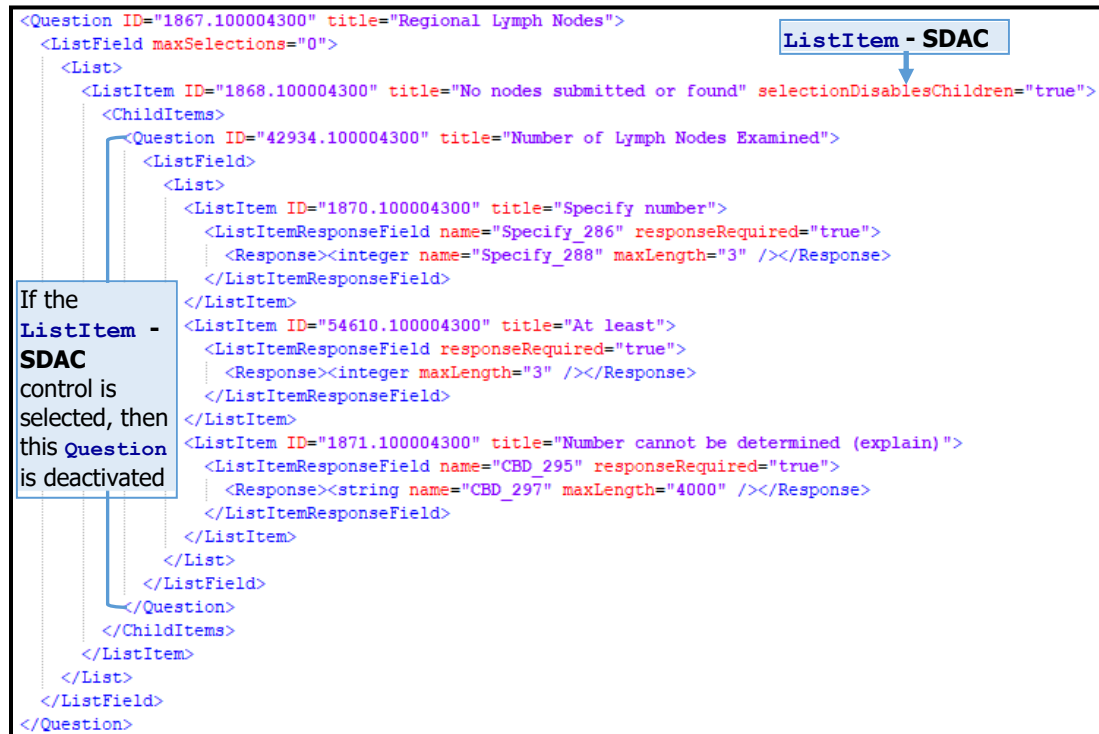 <Question ID="1867.100004300" title="Regional Lymph Nodes">
<ListField maxSelections="0">
ListItem - SDAC
<List>
<ListItem ID="1868.100004300" title="No nodes submitted or found" selectionDisablesChildren="true">
<ChildItems>
<Question ID="42934.100004300" title="Number of Lymph Nodes Examined">
<ListField>
<List>
<ListItem ID="1870.100004300" title="Specify number">
<ListItemResponseField name="Specify_286" responseRequired="true">
<Response><integer name="Specify_288" maxLength="3" /></Response>
</ListItemResponseField>
</ListItem>
<ListItem ID="54610.100004300" title="At least">
<ListItemResponseField responseRequired="true">
<Response><integer maxLength="3" /></Response>
</ListItemResponseField>
</ListItem>
<ListItem ID="1871.100004300" title="Number cannot be determined (explain)">
<ListItemResponseField name="CBD_295" responseRequired="true">
<Response><string name="CBD_297" maxLength="4000" /></Response>
</ListItemResponseField>
</ListItem>
</List>
</ListField>
</Question>
</ChildItems>
</ListItem>
</List>
</ListField>
</Question>
If the
ListItem -
SDAC
control is
selected, then
this Question
is deactivated